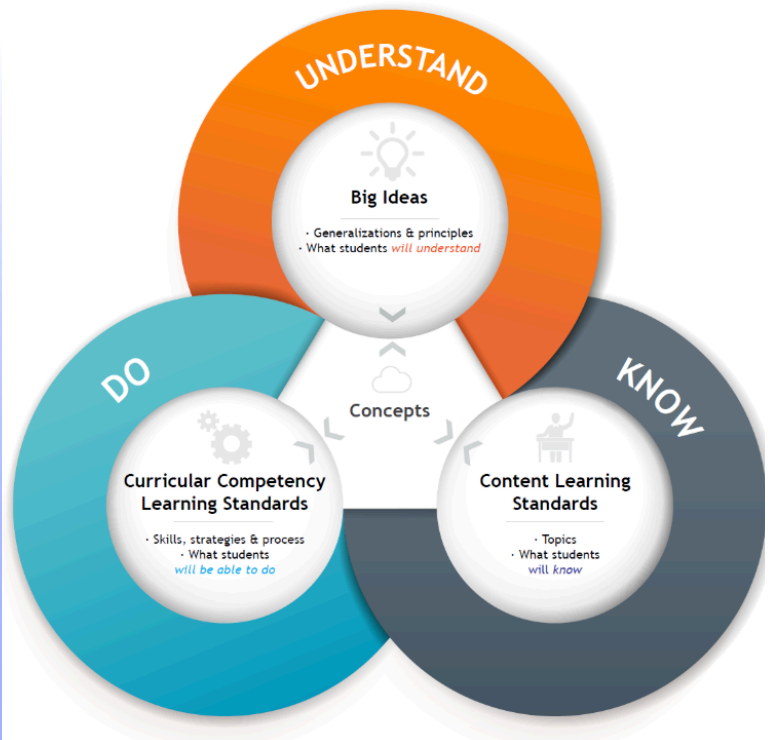 UNDERSTAND
Big Ideas
· Generalizations & principles
· What students will understand
DO
KNOW
Concepts
Curricular Competency
Learning Standards
· Skills, strategies & process
· What students
will be able to do
Content Learning
Standards
· Topics
· What students
will know